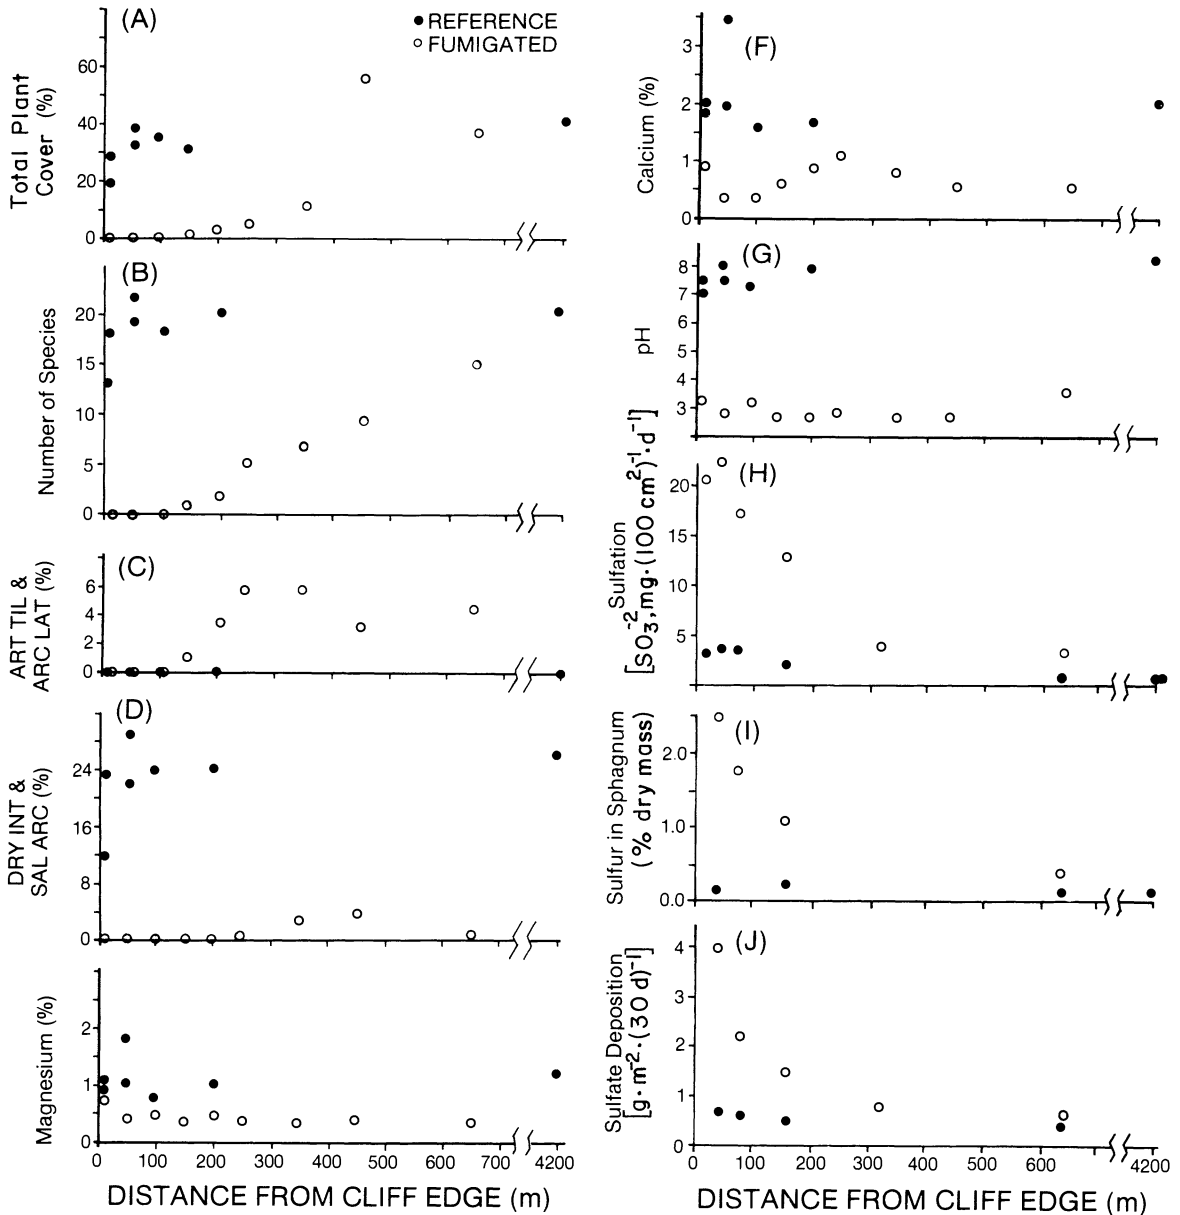 (A)
● REFERENCE
○ FUMIGATED
Total Plant
Cover (%)
60
40
20
0
(B)
Number of Species
20
15
10
5
0
(C)
ART TIL &
ARC LAT (%)
6
4
2
0
(D)
DRY INT &
SAL ARC (%)
24
16
8
0
Magnesium (%)
2
1
0
0 100 200 300 400 500 600 700 4200
DISTANCE FROM CLIFF EDGE (m)
(F)
Calcium (%)
3
2
1
0
(G)
pH
8
7
6
5
4
3
(H)
Sulfation
[SO₃⁻², mg·(100 cm²)⁻¹·d⁻¹]
20
15
10
5
(I)
Sulfur in Sphagnum
(% dry mass)
2.0
1.0
0.0
(J)
Sulfate Deposition
[g·m⁻²·(30 d)⁻¹]
4
3
2
1
0
0 100 200 300 400 500 600 4200
DISTANCE FROM CLIFF EDGE (m)